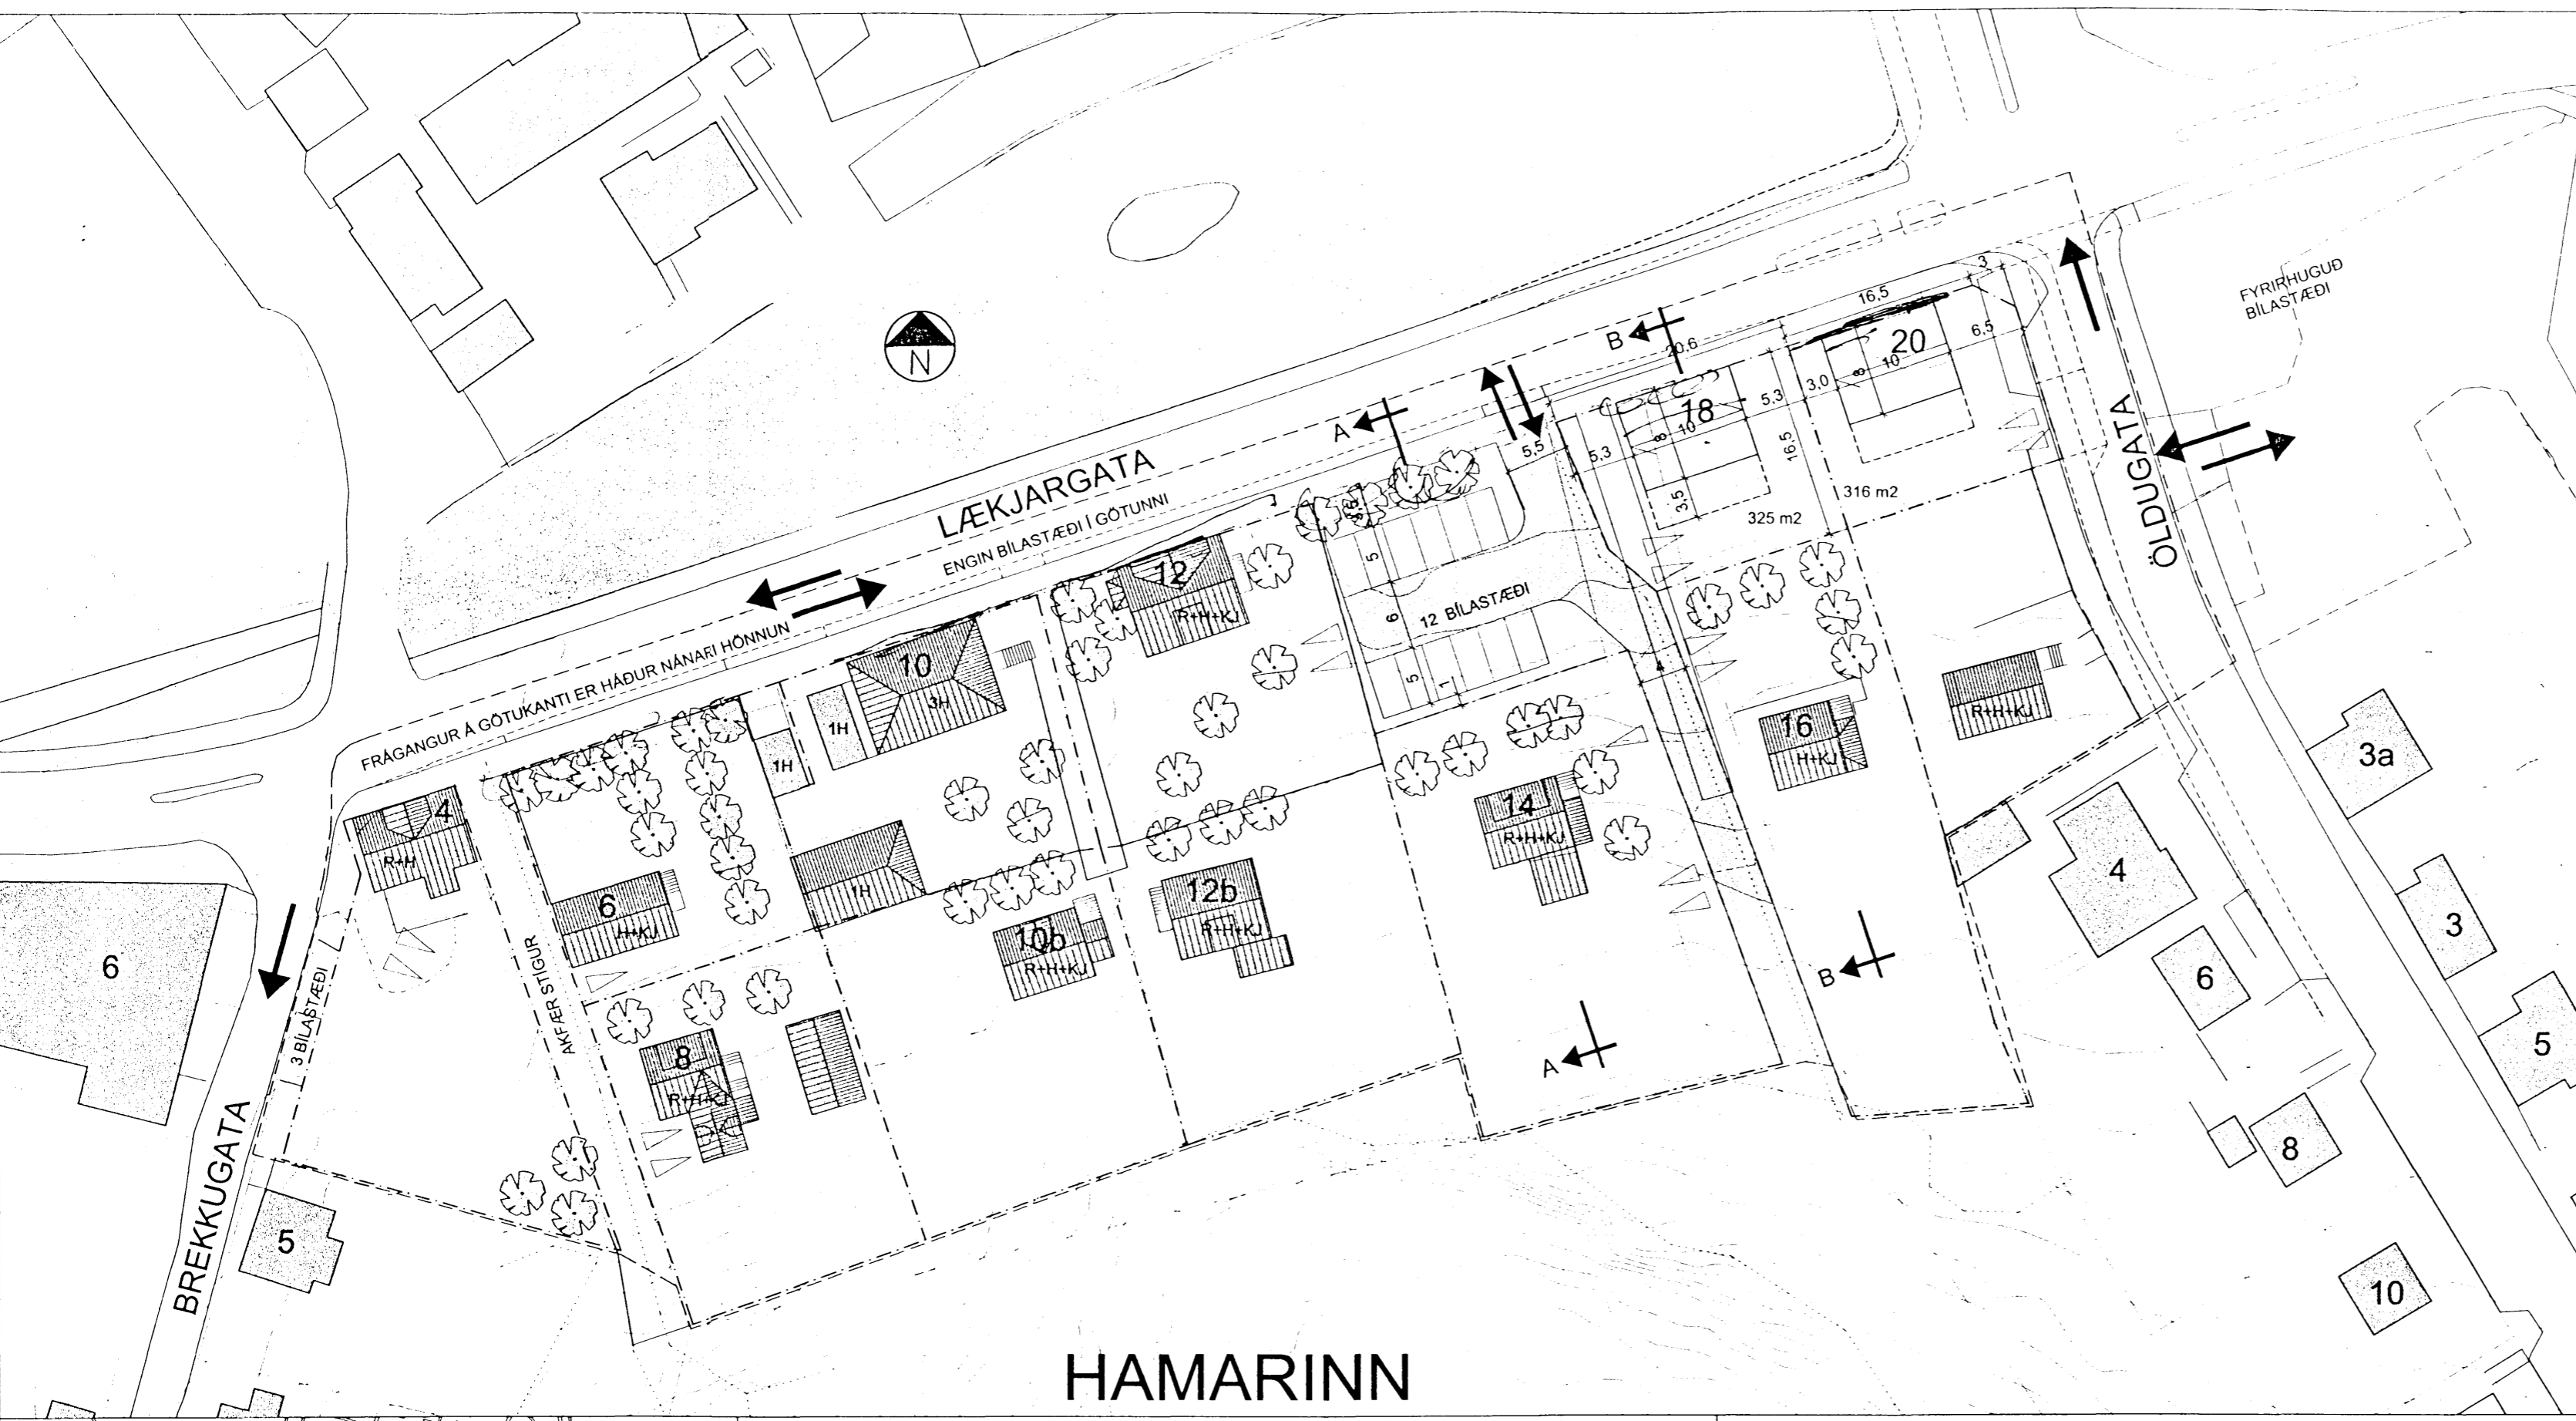 N
LÆKJARGATA
ENGIN BÍLASTÆÐI Í GÖTUNNI
FRÁGANGUR Á GÖTUKANTI ER HÁÐUR NÁNARI HÖNNUN
FYRIRHUGUÐ
BÍLASTÆÐI
ÖLDUGATA
B
20,6
16,5
3
6,5
20
10
8
3,0
5,3
18
10
8
5,3
5,5
16,5
3,5
316 m2
325 m2
A
5
6
5
1
12 BÍLASTÆÐI
4
12
R+H+KJ
10
3H
1H
1H
4
R+H
6
H+KJ
1H
10b
R+H+KJ
12b
R+H+KJ
14
R+H+KJ
16
H+KJ
R+H+KJ
8
R+H+KJ
AKFÆR STÍGUR
3 BÍLASTÆÐI
BREKKUGATA
6
5
B
A
3a
4
3
6
5
8
10
HAMARINN